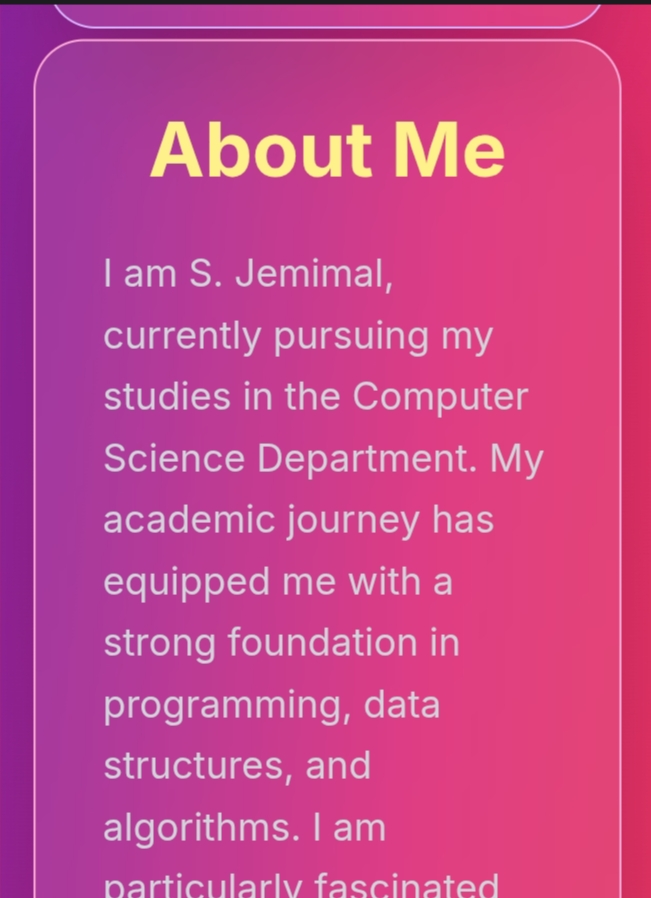 About Me
I am S. Jemimal,
currently pursuing my
studies in the Computer
Science Department. My
academic journey has
equipped me with a
strong foundation in
programming, data
structures, and
algorithms. I am
particularly fascinated